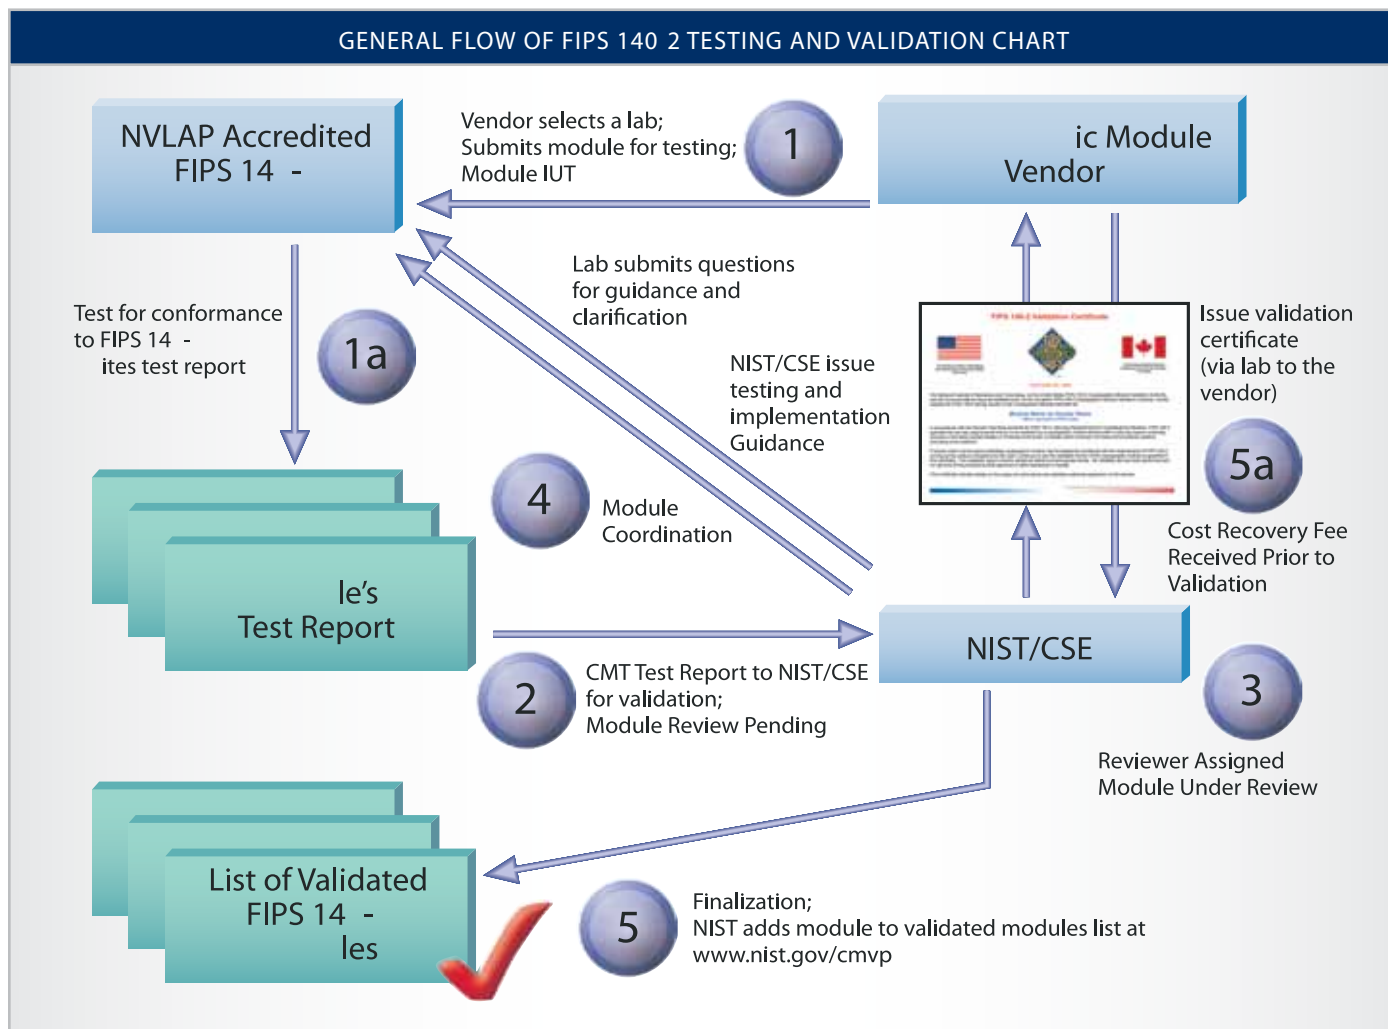 GENERAL FLOW OF FIPS 140 2 TESTING AND VALIDATION CHART
NVLAP Accredited
FIPS 14 -
Vendor selects a lab;
Submits module for testing;
Module IUT
1
ic Module
Vendor
Lab submits questions
for guidance and
clarification
Test for conformance
to FIPS 14 -
ites test report
1a
NIST/CSE issue
testing and
implementation
Guidance
FIPS 140-2 Validation Certificate
Issue validation
certificate
(via lab to the
vendor)
5a
Cost Recovery Fee
Received Prior to
Validation
4
Module
Coordination
le's
Test Report
2
CMT Test Report to NIST/CSE
for validation;
Module Review Pending
NIST/CSE
3
Reviewer Assigned
Module Under Review
List of Validated
FIPS 14 -
les
5
Finalization;
NIST adds module to validated modules list at
www.nist.gov/cmvp